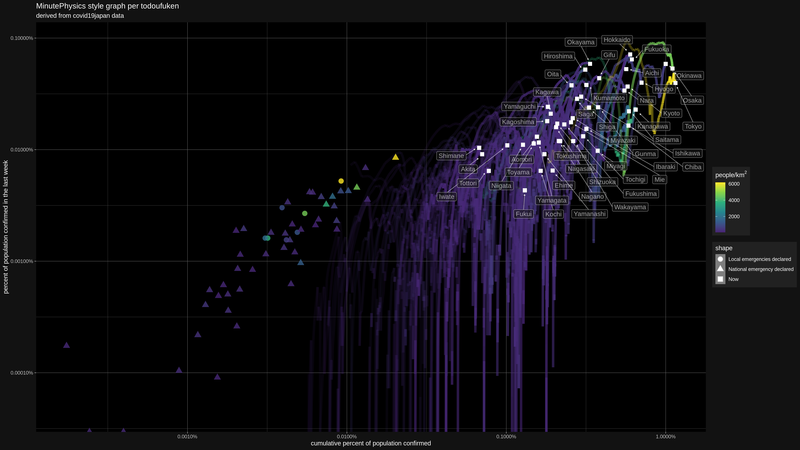 MinutePhysics style graph per todoufuken
derived from covid19japan data
percent of population confirmed in the last week
0.10000%
0.01000%
0.00100%
0.00010%
0.0010%
0.0100%
0.1000%
1.0000%
cumulative percent of population confirmed
Okayama
Hokkaido
Fukuoka
Hiroshima
Gifu
Oita
Aichi
Okinawa
Hyogo
Kagawa
Kumamoto
Nara
Osaka
Yamaguchi
Saga
Kyoto
Kagoshima
Shiga
Kanagawa
Tokyo
Miyazaki
Saitama
Shimane
Aomori
Tokushima
Gunma
Ishikawa
Akita
Toyama
Nagasaki
Miyagi
Ibaraki
Chiba
Tottori
Niigata
Ehime
Shizuoka
Tochigi
Mie
Iwate
Yamagata
Nagano
Fukushima
Fukui
Kochi
Yamanashi
Wakayama
people/km²
6000
4000
2000
shape
Local emergencies declared
National emergency declared
Now